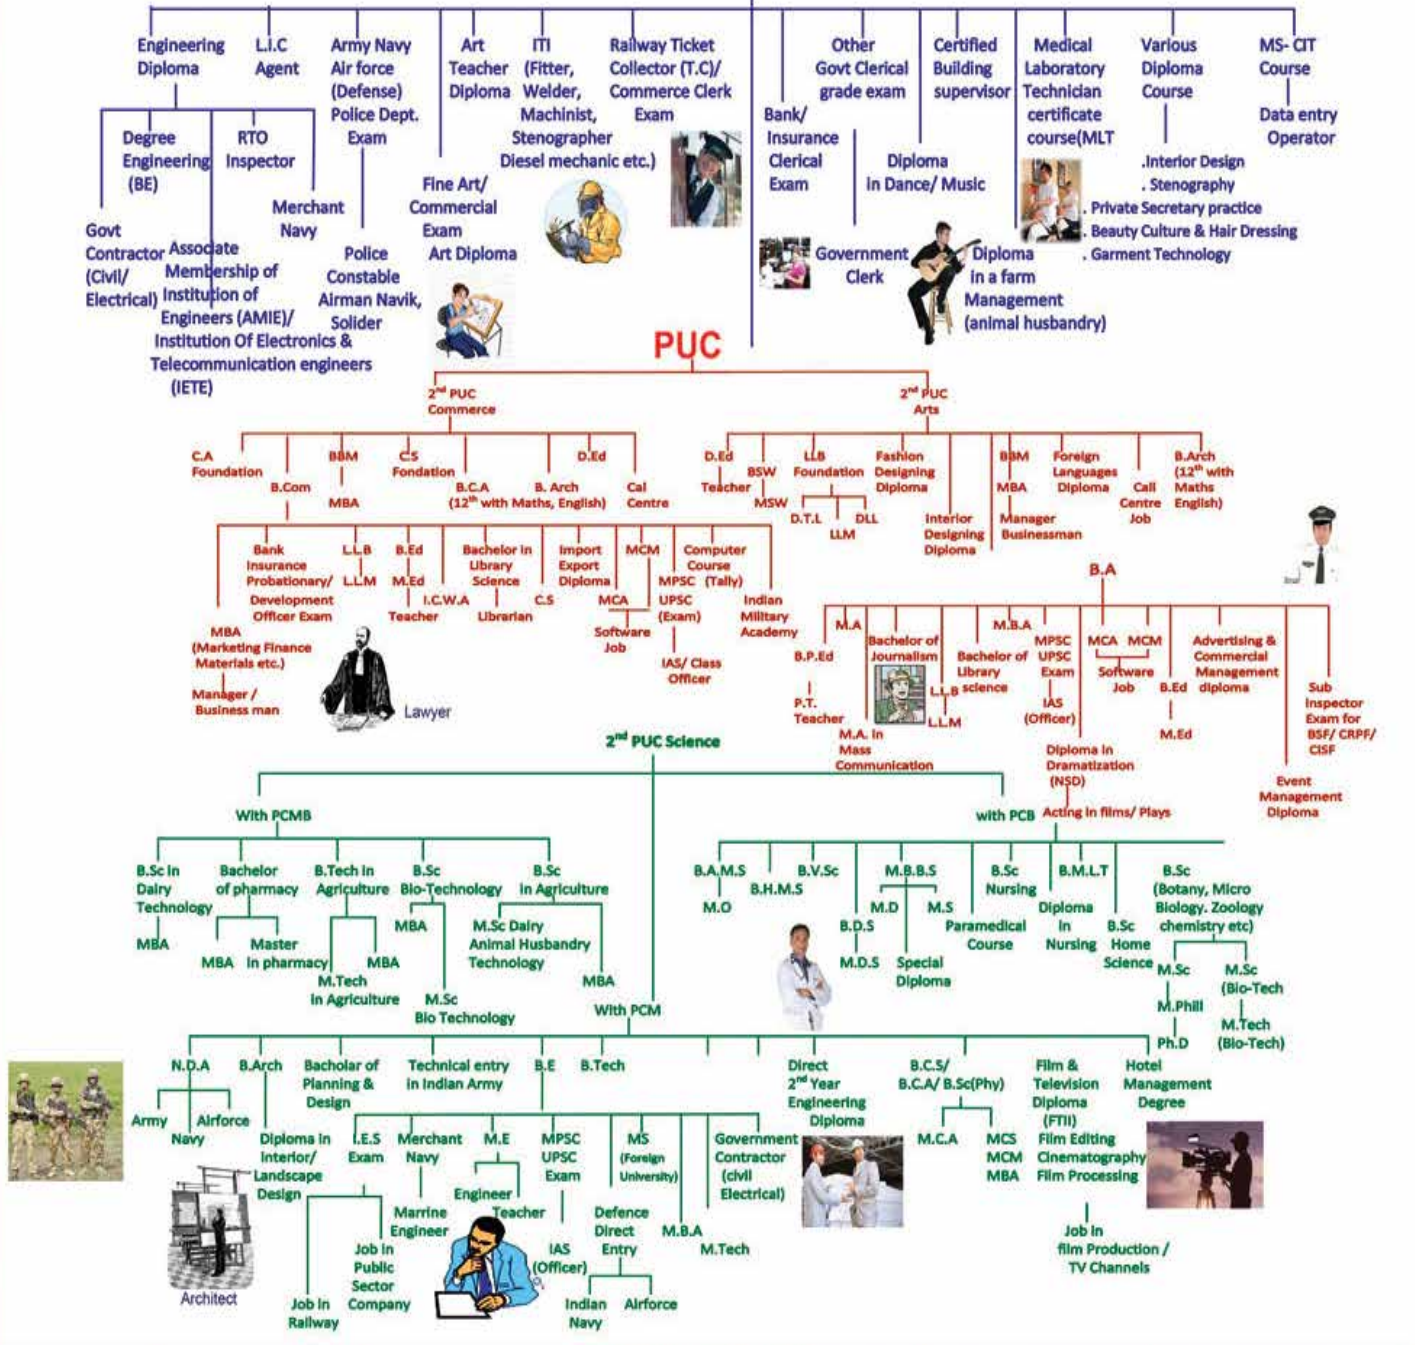 Engineering
Diploma
L.I.C
Agent
Army Navy
Air force
(Defense)
Police Dept.
Exam
Art
Teacher
Diploma
ITI
(Fitter,
Welder,
Machinist,
Stenographer
Diesel mechanic etc.)
Railway Ticket
Collector (T.C)/
Commerce Clerk
Exam
Bank/
Insurance
Clerical
Exam
Other
Govt Clerical
grade exam
Certified
Building
supervisor
Medical
Laboratory
Technician
certificate
course(MLT
Various
Diploma
Course
MS- CIT
Course
Data entry
Operator
Degree
Engineering
(BE)
RTO
Inspector
Merchant
Navy
Govt
Contractor
(Civil/
Electrical)
Associate
Membership of
Institution of
Engineers (AMIE)/
Institution Of Electronics &
Telecommunication engineers
(IETE)
Police
Constable
Airman Navik,
Solider
Fine Art/
Commercial
Exam
Art Diploma
Diploma
in Dance/ Music
Government
Clerk
Diploma
in a farm
Management
(animal husbandry)
.Interior Design
. Stenography
. Private Secretary practice
. Beauty Culture & Hair Dressing
. Garment Technology
PUC
2nd PUC
Commerce
2nd PUC
Arts
C.A
Foundation
B.Com
BBM
MBA
C.S
Fondation
B.C.A
(12th with Maths, English)
B. Arch
D.Ed
Cal
Centre
D.Ed
Teacher
BSW
MSW
LLB
Foundation
D.T.L
LLM
DLL
Fashion
Designing
Diploma
Interior
Designing
Diploma
BBM
MBA
Manager
Businessman
Foreign
Languages
Diploma
Call
Centre
Job
B.Arch
(12th with
Maths
English)
Bank
Insurance
Probationary/
Development
Officer Exam
L.L.B
L.L.M
B.Ed
M.Ed
Teacher
I.C.W.A
Bachelor in
Library
Science
Librarian
C.S
Import
Export
Diploma
MCA
MCM
Software
Job
MPSC
UPSC
(Exam)
IAS/ Class
Officer
Computer
Course
(Tally)
Indian
Military
Academy
MBA
(Marketing Finance
Materials etc.)
Manager /
Business man
Lawyer
B.A
B.P.Ed
P.T.
Teacher
M.A
M.A. in
Mass
Communication
Bachelor of
Journalism
L.L.B
L.L.M
Bachelor of
Library
science
M.B.A
MPSC
UPSC
Exam
IAS
(Officer)
Diploma in
Dramatization
(NSD)
Acting in films/ Plays
MCA
MCM
Software
Job
B.Ed
M.Ed
Advertising &
Commercial
Management
diploma
Event
Management
Diploma
Sub
Inspector
Exam for
BSF/ CRPF/
CISF
2nd PUC Science
With PCMB
with PCB
B.Sc in
Dairy
Technology
MBA
Bachelor
of pharmacy
MBA
Master
in pharmacy
B.Tech in
Agriculture
M.Tech
in Agriculture
MBA
B.Sc
Bio-Technology
MBA
M.Sc
Bio Technology
B.Sc
in Agriculture
M.Sc Dairy
Animal Husbandry
Technology
MBA
B.A.M.S
M.O
B.H.M.S
B.V.Sc
B.D.S
M.D.S
M.B.B.S
M.D
M.S
Special
Diploma
Paramedical
Course
B.Sc
Nursing
Diploma
in
Nursing
B.M.L.T
B.Sc
Home
Science
B.Sc
(Botany, Micro
Biology. Zoology
chemistry etc)
M.Sc
M.Phill
Ph.D
M.Sc
(Bio-Tech
M.Tech
(Bio-Tech)
With PCM
N.D.A
Army
Navy
Airforce
B.Arch
Diploma in
Interior/
Landscape
Design
Bacholar of
Planning &
Design
Technical entry
in Indian Army
B.E
B.Tech
Direct
2nd Year
Engineering
Diploma
B.C.S/
B.C.A/ B.Sc(Phy)
M.C.A
MCS
MCM
MBA
Film &
Television
Diploma
(FTII)
Film Editing
Cinematography
Film Processing
Job in
film Production /
TV Channels
Hotel
Management
Degree
I.E.S
Exam
Job in
Railway
Job in
Public
Sector
Company
Merchant
Navy
Marrine
Engineer
M.E
Engineer
Teacher
MPSC
UPSC
Exam
IAS
(Officer)
MS
(Foreign
University)
Defence
Direct
Entry
Indian
Navy
Airforce
M.B.A
M.Tech
Government
Contractor
(civil
Electrical)
Architect